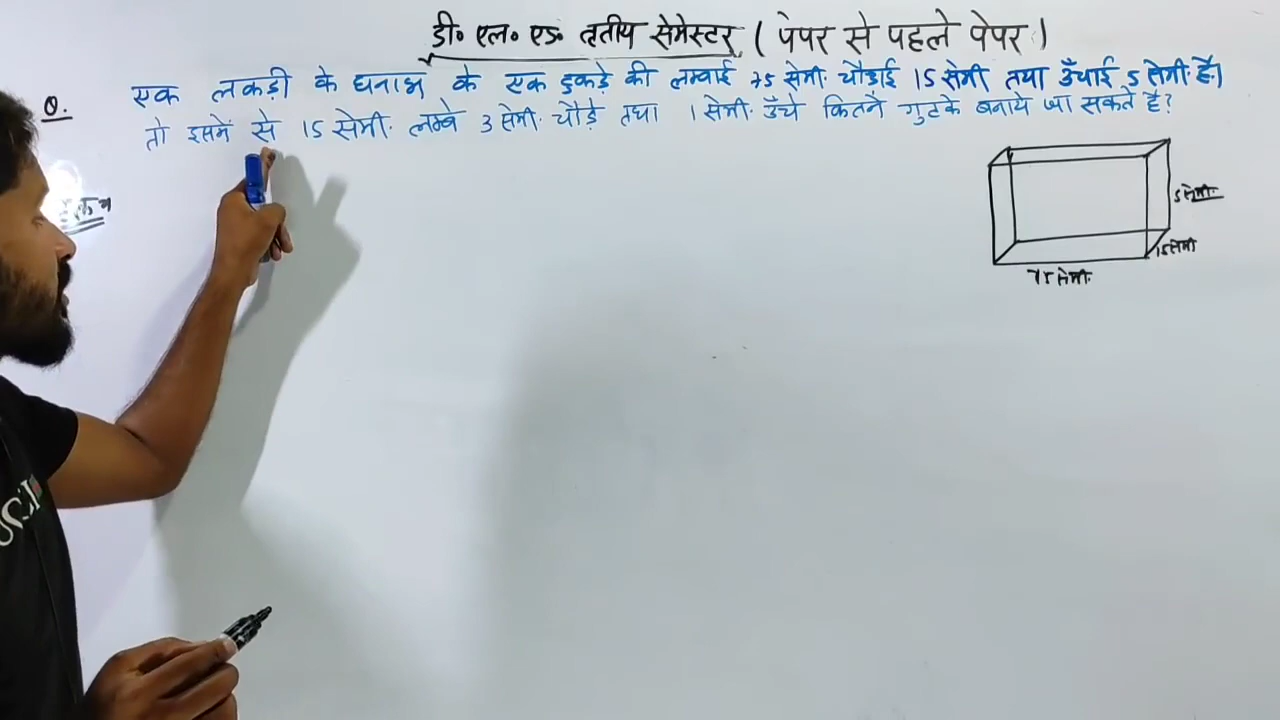 डी॰ एल॰ एड॰ तृतीय सेमेस्टर ( पेपर से पहले पेपर )
Q. एक लकड़ी के घनाभ के एक टुकड़े की लम्बाई 75 सेमी. चौड़ाई 15 सेमी तथा ऊँचाई 5 सेमी. है।
तो इसमें से 15 सेमी. लम्बे 3 सेमी. चौड़े तथा 1 सेमी. ऊँचे कितने गुटके बनाये जा सकते है?
5 सेमी.
15 सेमी
75 सेमी.